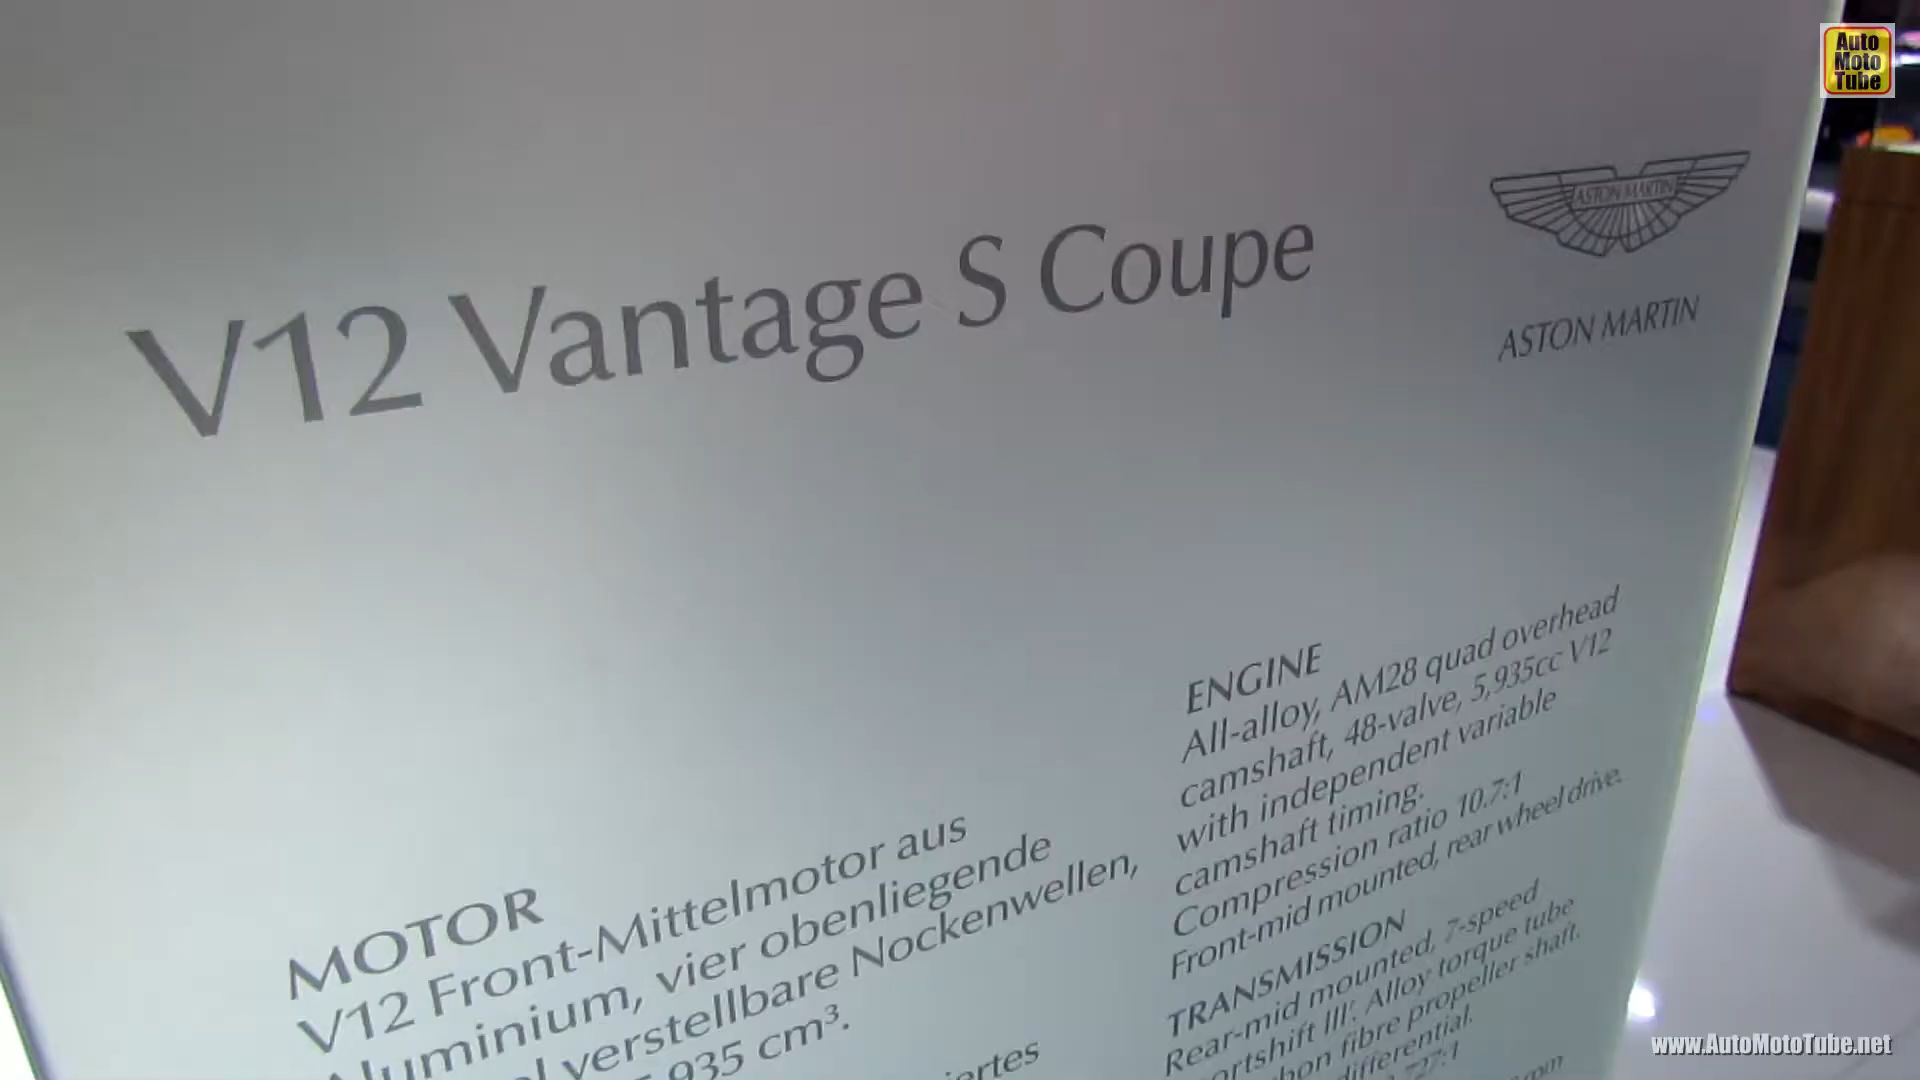 Auto
Moto
Tube
ASTON MARTIN
ASTON MARTIN
V12 Vantage S Coupe
MOTOR
V12 Front-Mittelmotor aus
Aluminium, vier obenliegende
verstellbare Nockenwellen,
cm³.
ENGINE
All-alloy, AM28 quad overhead
camshaft, 48-valve, 5,935cc V12
with independent variable
camshaft timing.
Compression ratio 10.7:1
Front-mid mounted, rear wheel drive.
TRANSMISSION
Rear-mid mounted, 7-speed
III'. Alloy torque tube
fibre propeller shaft.
differential.
www.AutoMotoTube.net